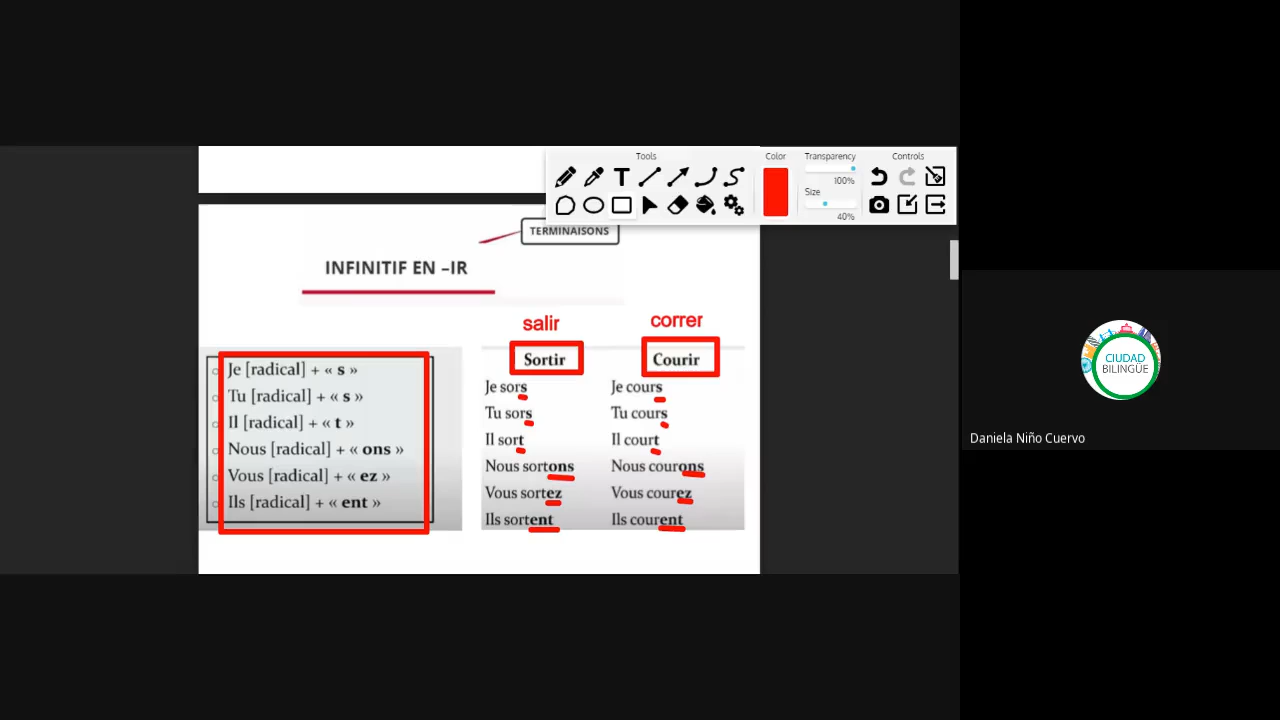 Tools
Color
Transparency
Controls
100%
Size
40%
TERMINAISONS
INFINITIF EN –IR
salir
correr
Sortir
Courir
Je [radical] + « s »
Tu [radical] + « s »
Il [radical] + « t »
Nous [radical] + « ons »
Vous [radical] + « ez »
Ils [radical] + « ent »
Je sors
Tu sors
Il sort
Nous sortons
Vous sortez
Ils sortent
Je cours
Tu cours
Il court
Nous courons
Vous courez
Ils courent
CIUDAD
BILINGÜE
Daniela Niño Cuervo